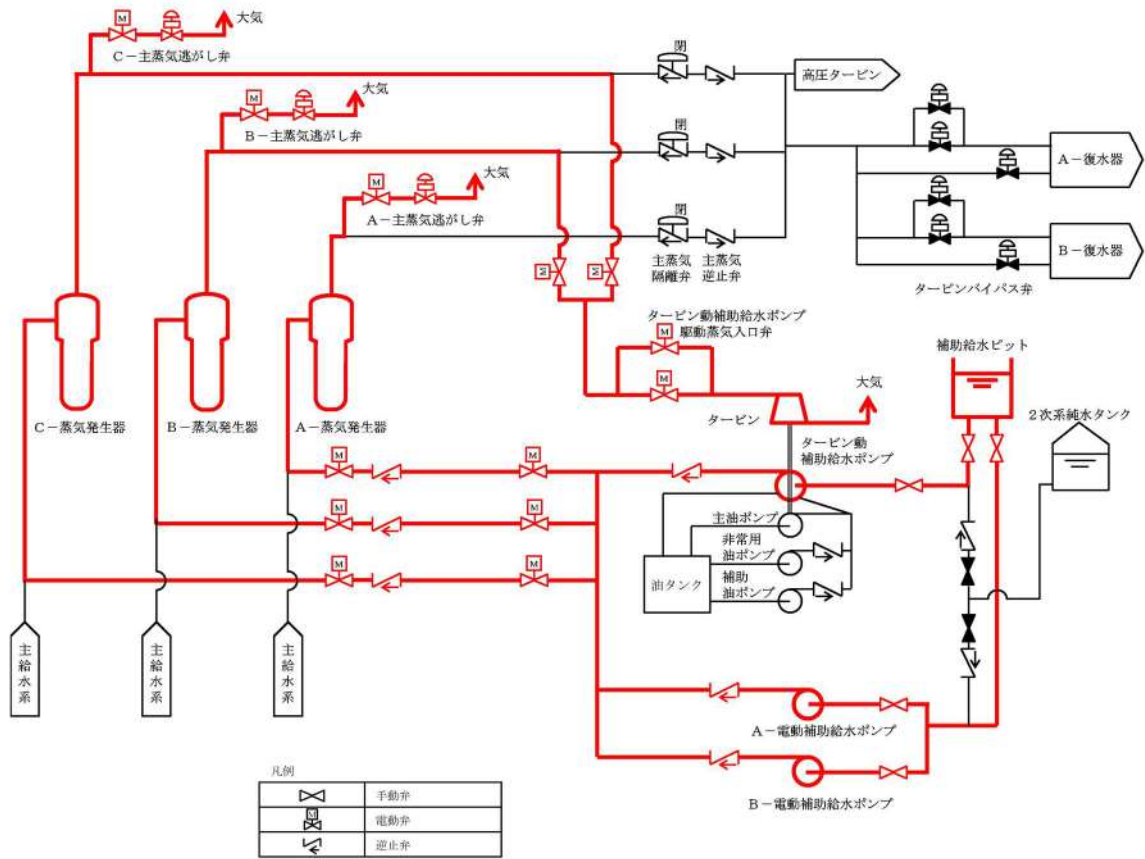 大気
M
C-主蒸気逃がし弁
大気
M
B-主蒸気逃がし弁
大気
M
A-主蒸気逃がし弁
閉
閉
閉
高圧タービン
A-復水器
B-復水器
主蒸気
隔離弁
主蒸気
逆止弁
タービンバイパス弁
M
M
タービン動補助給水ポンプ
駆動蒸気入口弁
M
M
補助給水ピット
大気
タービン
2次系純水タンク
C-蒸気発生器
B-蒸気発生器
A-蒸気発生器
タービン動
補助給水ポンプ
M
M
M
M
M
M
主油ポンプ
非常用
油ポンプ
補助
油ポンプ
油タンク
主給水系
主給水系
主給水系
A-電動補助給水ポンプ
B-電動補助給水ポンプ
凡例
手動弁
M
電動弁
逆止弁